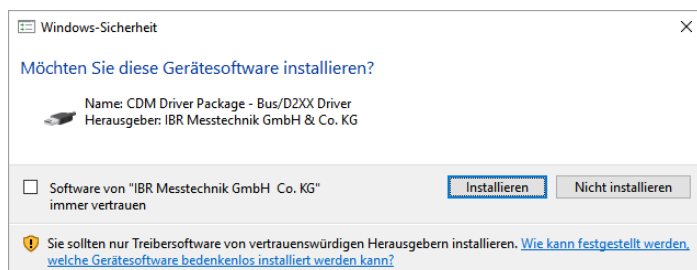 Windows-Sicherheit
Möchten Sie diese Gerätesoftware installieren?
Name: CDM Driver Package - Bus/D2XX Driver
Herausgeber: IBR Messtechnik GmbH & Co. KG
Software von "IBR Messtechnik GmbH  Co. KG"
immer vertrauen
Installieren
Nicht installieren
Sie sollten nur Treibersoftware von vertrauenswürdigen Herausgebern installieren. Wie kann festgestellt werden,
welche Gerätesoftware bedenkenlos installiert werden kann?